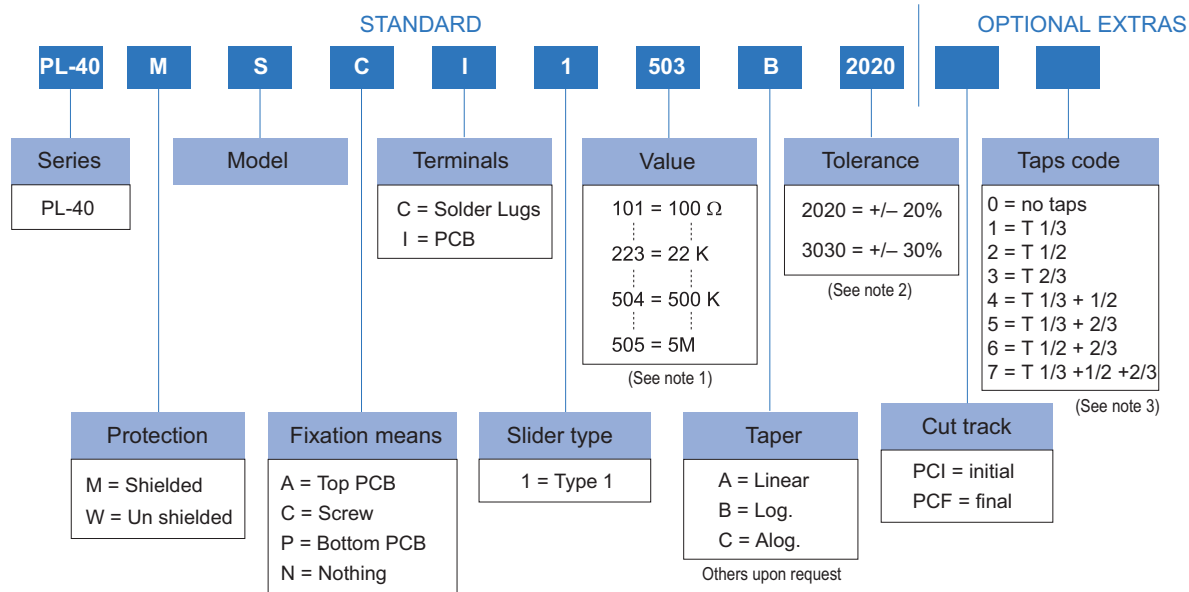 STANDARD
OPTIONAL EXTRAS
PL-40 M S C I 1 503 B 2020
Series
PL-40
Model
Terminals
C = Solder Lugs
I = PCB
Value
101 = 100 Ω
223 = 22 K
504 = 500 K
505 = 5M
(See note 1)
Tolerance
2020 = +/– 20%
3030 = +/– 30%
(See note 2)
Taps code
0 = no taps
1 = T 1/3
2 = T 1/2
3 = T 2/3
4 = T 1/3 + 1/2
5 = T 1/3 + 2/3
6 = T 1/2 + 2/3
7 = T 1/3 +1/2 +2/3
(See note 3)
Protection
M = Shielded
W = Un shielded
Fixation means
A = Top PCB
C = Screw
P = Bottom PCB
N = Nothing
Slider type
1 = Type 1
Taper
A = Linear
B = Log.
C = Alog.
Others upon request
Cut track
PCI = initial
PCF = final